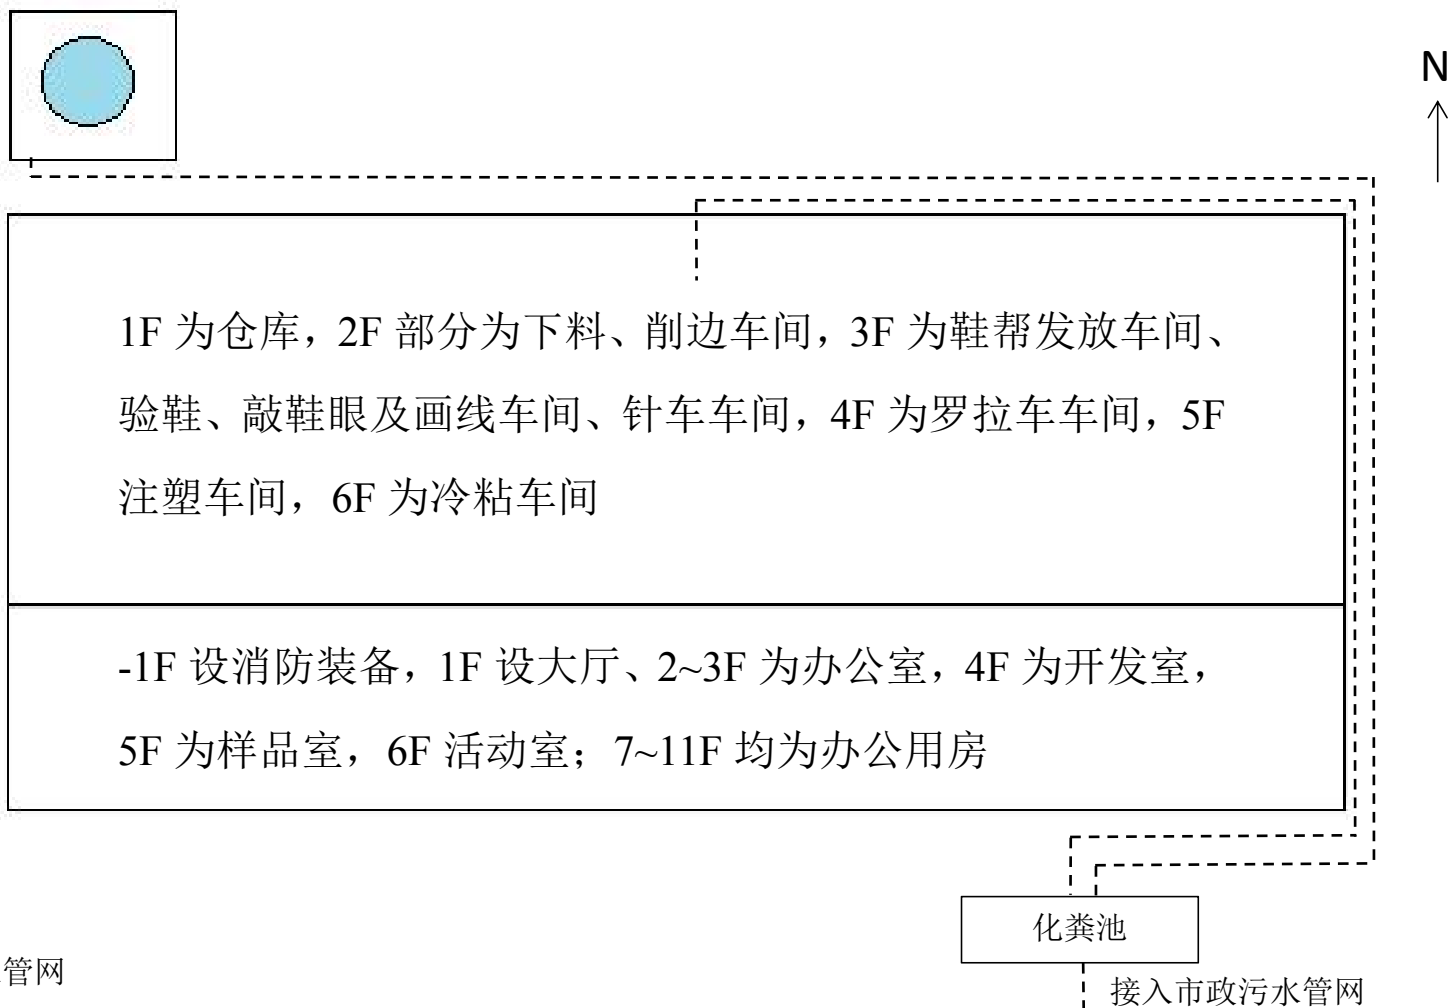 N
1F 为仓库，2F 部分为下料、削边车间，3F 为鞋帮发放车间、
验鞋、敲鞋眼及画线车间、针车车间，4F 为罗拉车车间，5F
注塑车间，6F 为冷粘车间
-1F 设消防装备，1F 设大厅、2~3F 为办公室，4F 为开发室，
5F 为样品室，6F 活动室；7~11F 均为办公用房
化粪池
管网
接入市政污水管网